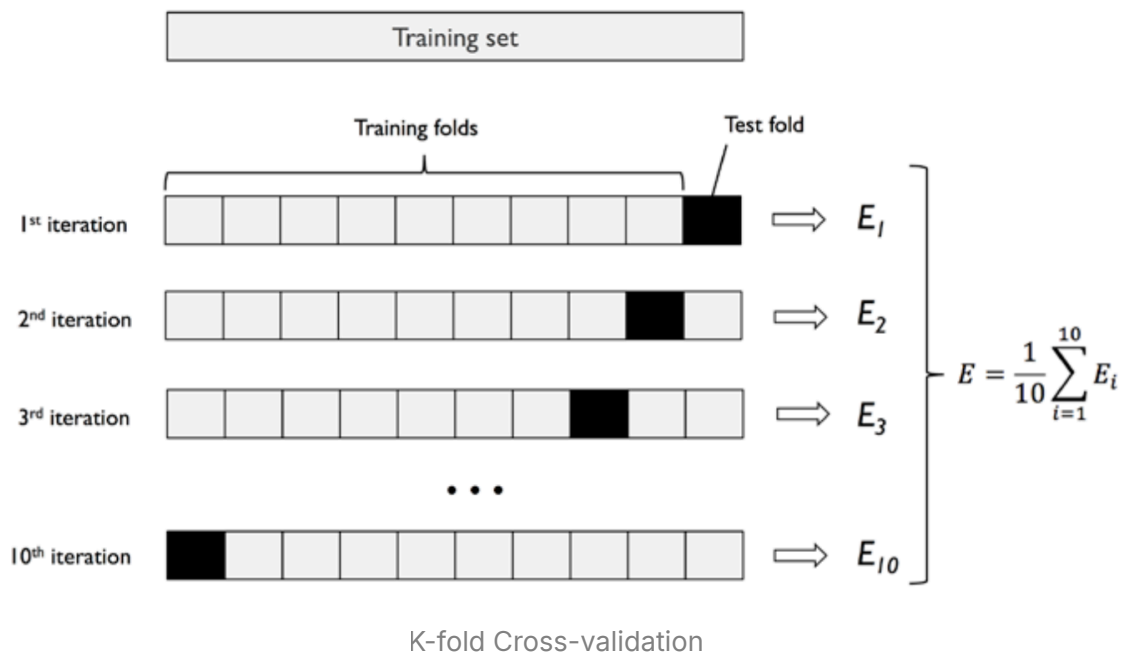 Training set
Training folds
Test fold
1st iteration
E1
2nd iteration
E2
3rd iteration
E3
E = 1/10 10∑i=1 Ei
• • •
10th iteration
E10
K-fold Cross-validation